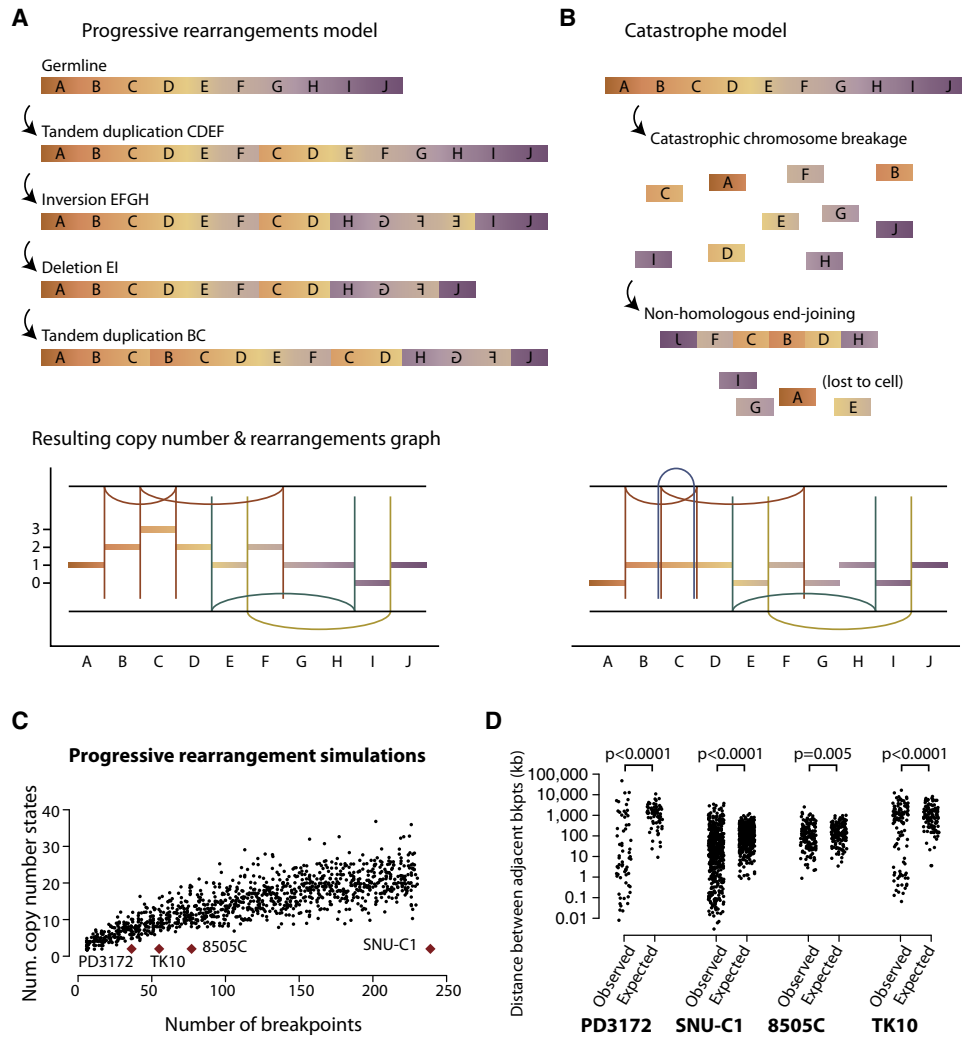 A
Progressive rearrangements model
Germline
A B C D E F G H I J
Tandem duplication CDEF
A B C D E F C D E F G H I J
Inversion EFGH
A B C D E F C D H G F E I J
Deletion EI
A B C D E F C D H G F J
Tandem duplication BC
A B C B C D E F C D H G F J
Resulting copy number & rearrangements graph
3
2
1
0
A B C D E F G H I J
B
Catastrophe model
A B C D E F G H I J
Catastrophic chromosome breakage
C A F B
E G J
I D H
Non-homologous end-joining
J F C B D H
I (lost to cell)
G A E
A B C D E F G H I J
C
Progressive rearrangement simulations
Num. copy number states
40
30
20
10
0
PD3172 TK10 8505C SNU-C1
0 50 100 150 200 250
Number of breakpoints
D
p<0.0001 p<0.0001 p=0.005 p<0.0001
Distance between adjacent bkpts (kb)
100,000
10,000
1,000
100
10
1
0.1
0.01
Observed Expected Observed Expected Observed Expected Observed Expected
PD3172 SNU-C1 8505C TK10